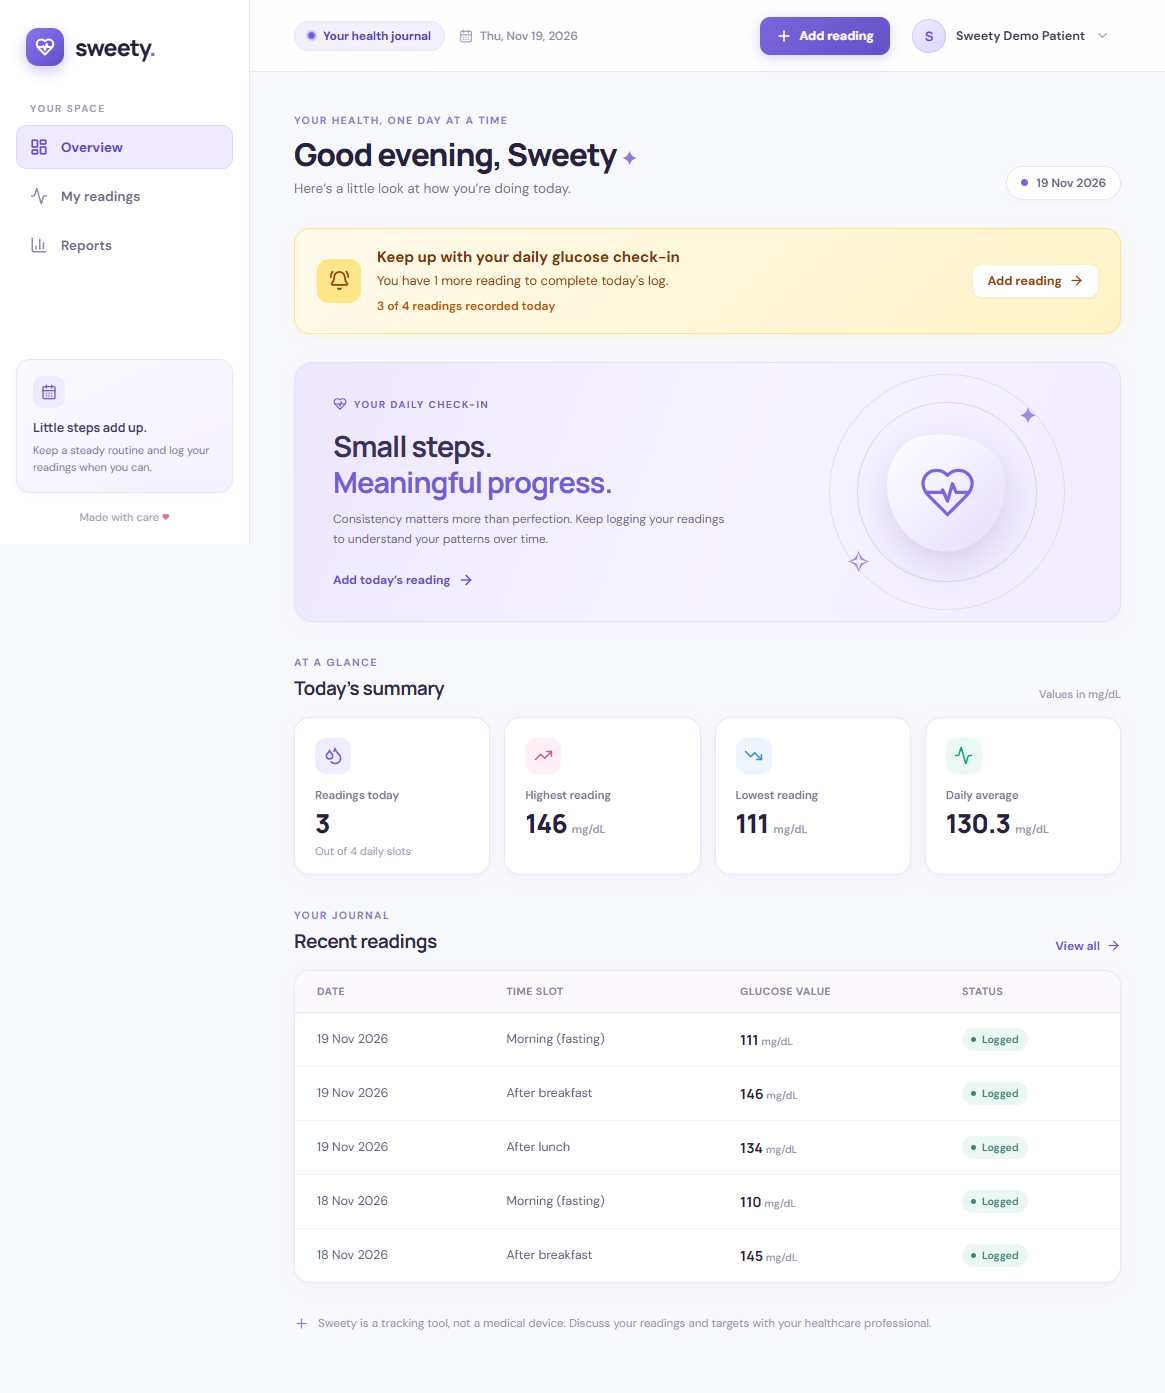 sweety.
YOUR SPACE
Overview
My readings
Reports
Little steps add up.
Keep a steady routine and log your
readings when you can.
Made with care
Your health journal
Thu, Nov 19, 2026
Add reading
S
Sweety Demo Patient
YOUR HEALTH, ONE DAY AT A TIME
Good evening, Sweety
Here's a little look at how you're doing today.
19 Nov 2026
Keep up with your daily glucose check-in
You have 1 more reading to complete today's log.
3 of 4 readings recorded today
Add reading
YOUR DAILY CHECK-IN
Small steps.
Meaningful progress.
Consistency matters more than perfection. Keep logging your readings
to understand your patterns over time.
Add today's reading
AT A GLANCE
Today's summary
Values in mg/dL
Readings today
3
Out of 4 daily slots
Highest reading
146 mg/dL
Lowest reading
111 mg/dL
Daily average
130.3 mg/dL
YOUR JOURNAL
Recent readings
View all
DATE TIME SLOT GLUCOSE VALUE STATUS
19 Nov 2026 Morning (fasting) 111 mg/dL Logged
19 Nov 2026 After breakfast 146 mg/dL Logged
19 Nov 2026 After lunch 134 mg/dL Logged
18 Nov 2026 Morning (fasting) 110 mg/dL Logged
18 Nov 2026 After breakfast 145 mg/dL Logged
Sweety is a tracking tool, not a medical device. Discuss your readings and targets with your healthcare professional.